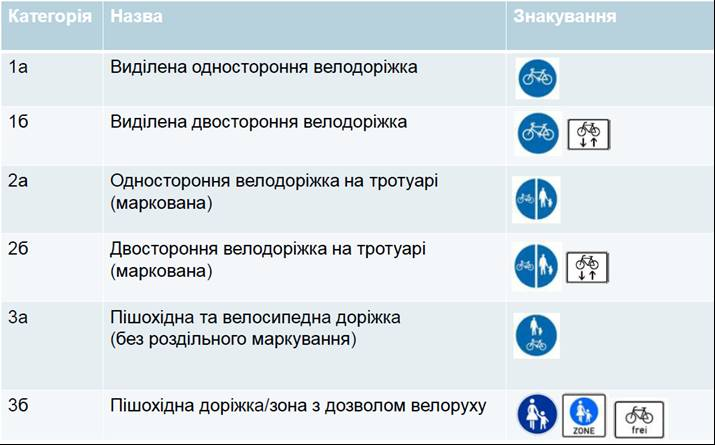 Категорія Назва Знакування
1а Виділена одностороння велодоріжка
1б Виділена двостороння велодоріжка
2а Одностороння велодоріжка на тротуарі
(маркована)
2б Двостороння велодоріжка на тротуарі
(маркована)
3а Пішохідна та велосипедна доріжка
(без роздільного маркування)
3б Пішохідна доріжка/зона з дозволом велоруху
ZONE frei